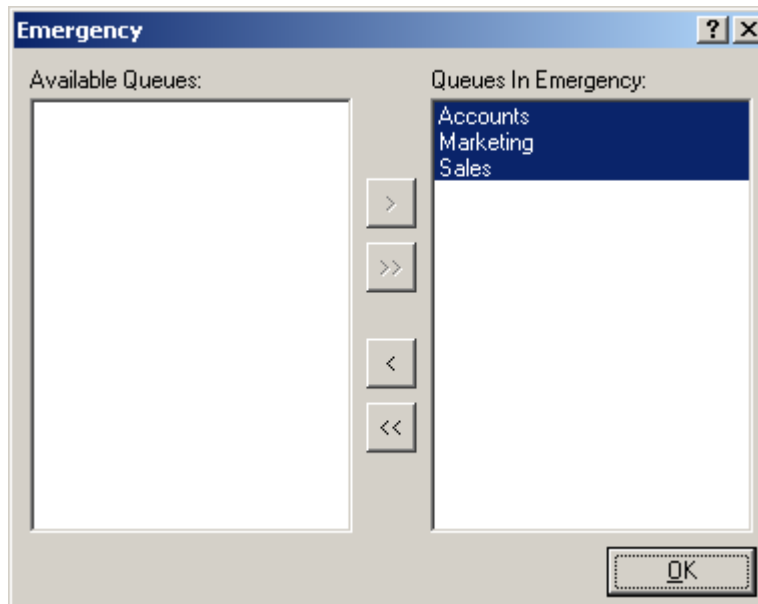 Emergency
Available Queues:
Queues In Emergency:
Accounts
Marketing
Sales
>
>>
<
<<
OK